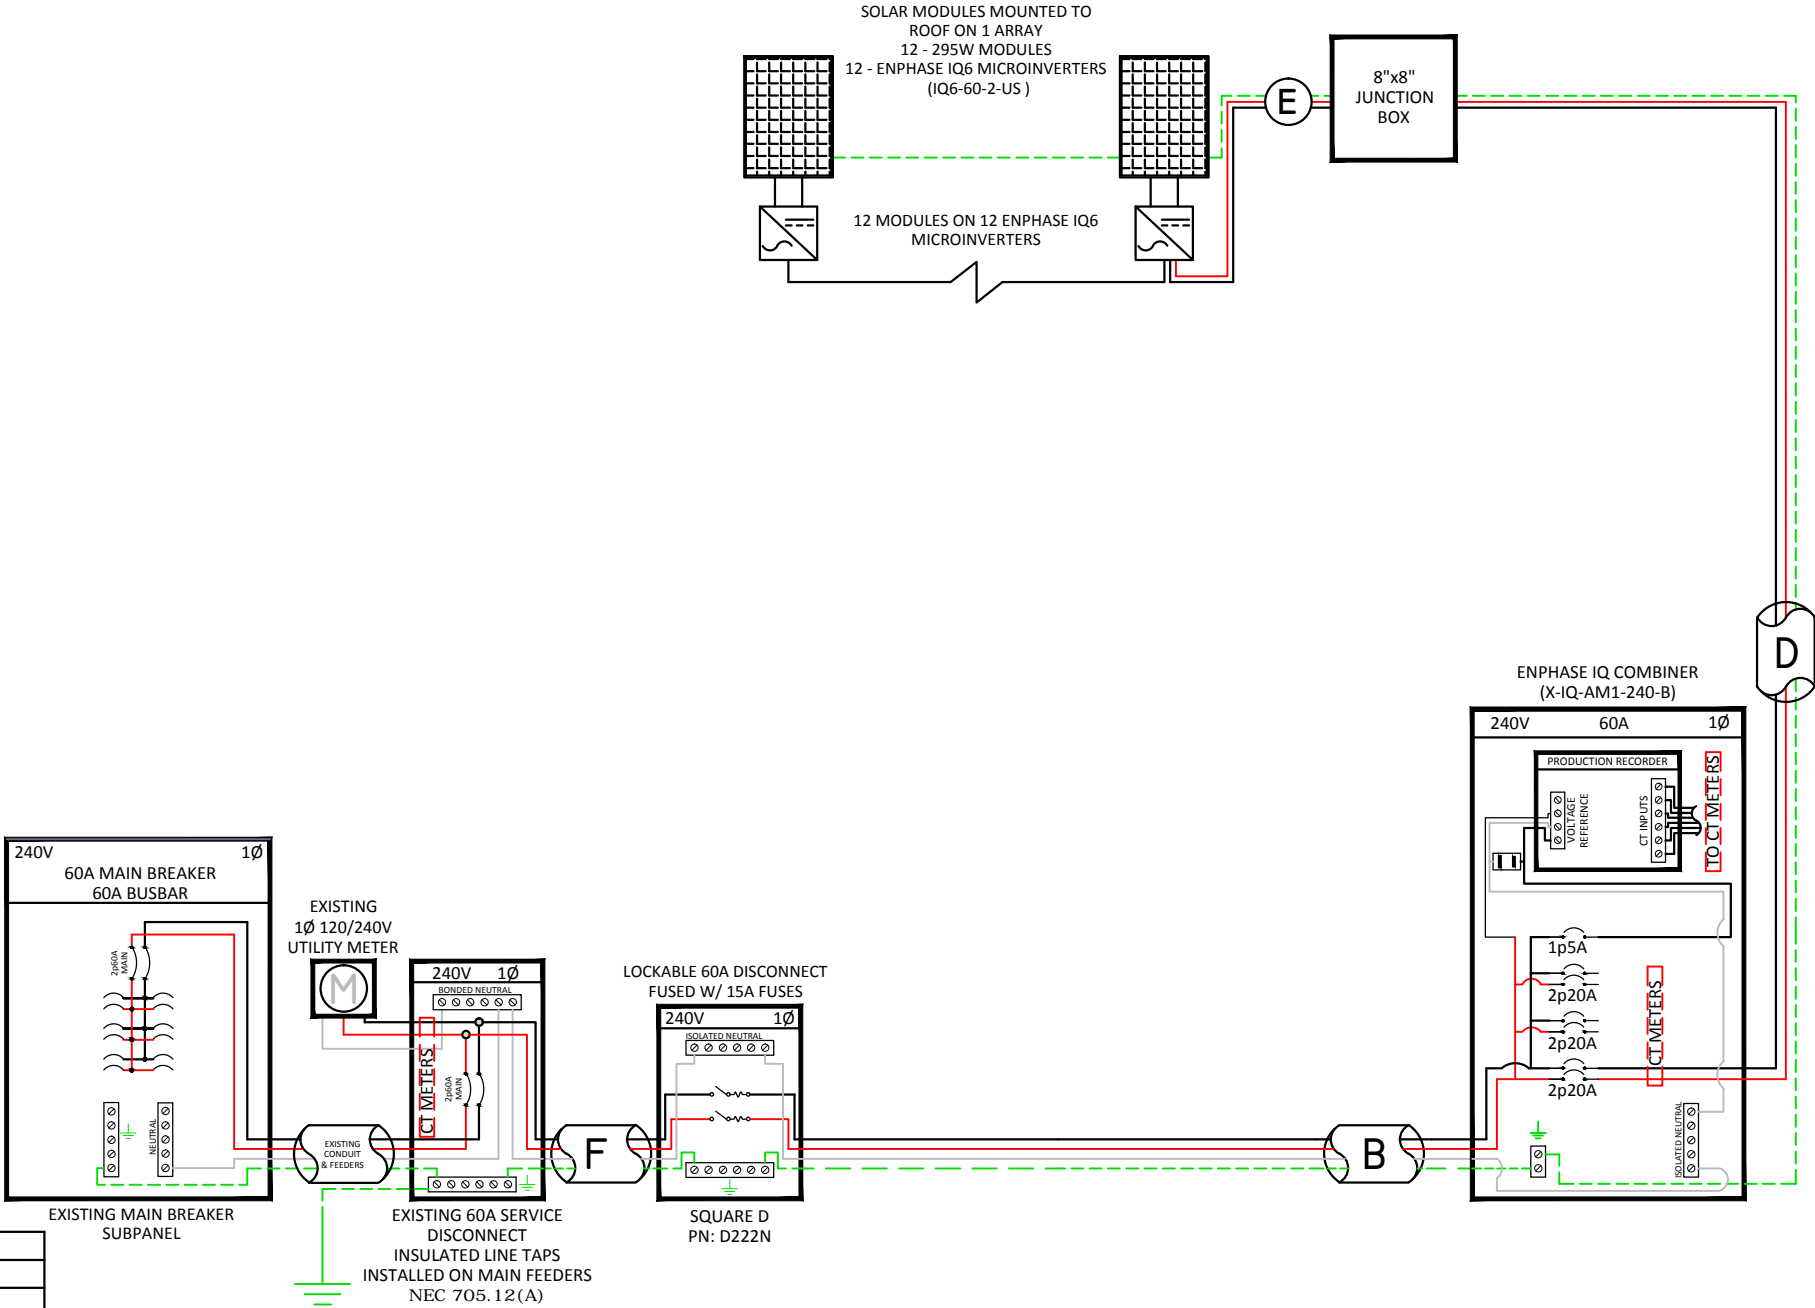 SOLAR MODULES MOUNTED TO
ROOF ON 1 ARRAY
12 - 295W MODULES
12 - ENPHASE IQ6 MICROINVERTERS
(IQ6-60-2-US )
E
8"x8"
JUNCTION
BOX
12 MODULES ON 12 ENPHASE IQ6
MICROINVERTERS
D
ENPHASE IQ COMBINER
(X-IQ-AM1-240-B)
240V 60A 1Ø
PRODUCTION RECORDER
VOLTAGE
REFERENCE
CT INPUTS
TO CT METERS
1p5A
2p20A
2p20A
2p20A
CT METERS
ISOLATED NEUTRAL
240V 1Ø
60A MAIN BREAKER
60A BUSBAR
2p60A
MAIN
NEUTRAL
EXISTING MAIN BREAKER
SUBPANEL
EXISTING
1Ø 120/240V
UTILITY METER
M
EXISTING
CONDUIT
& FEEDERS
240V 1Ø
BONDED NEUTRAL
CT METERS
2p60A
MAIN
EXISTING 60A SERVICE
DISCONNECT
INSULATED LINE TAPS
INSTALLED ON MAIN FEEDERS
NEC 705.12(A)
F
LOCKABLE 60A DISCONNECT
FUSED W/ 15A FUSES
240V 1Ø
ISOLATED NEUTRAL
SQUARE D
PN: D222N
B